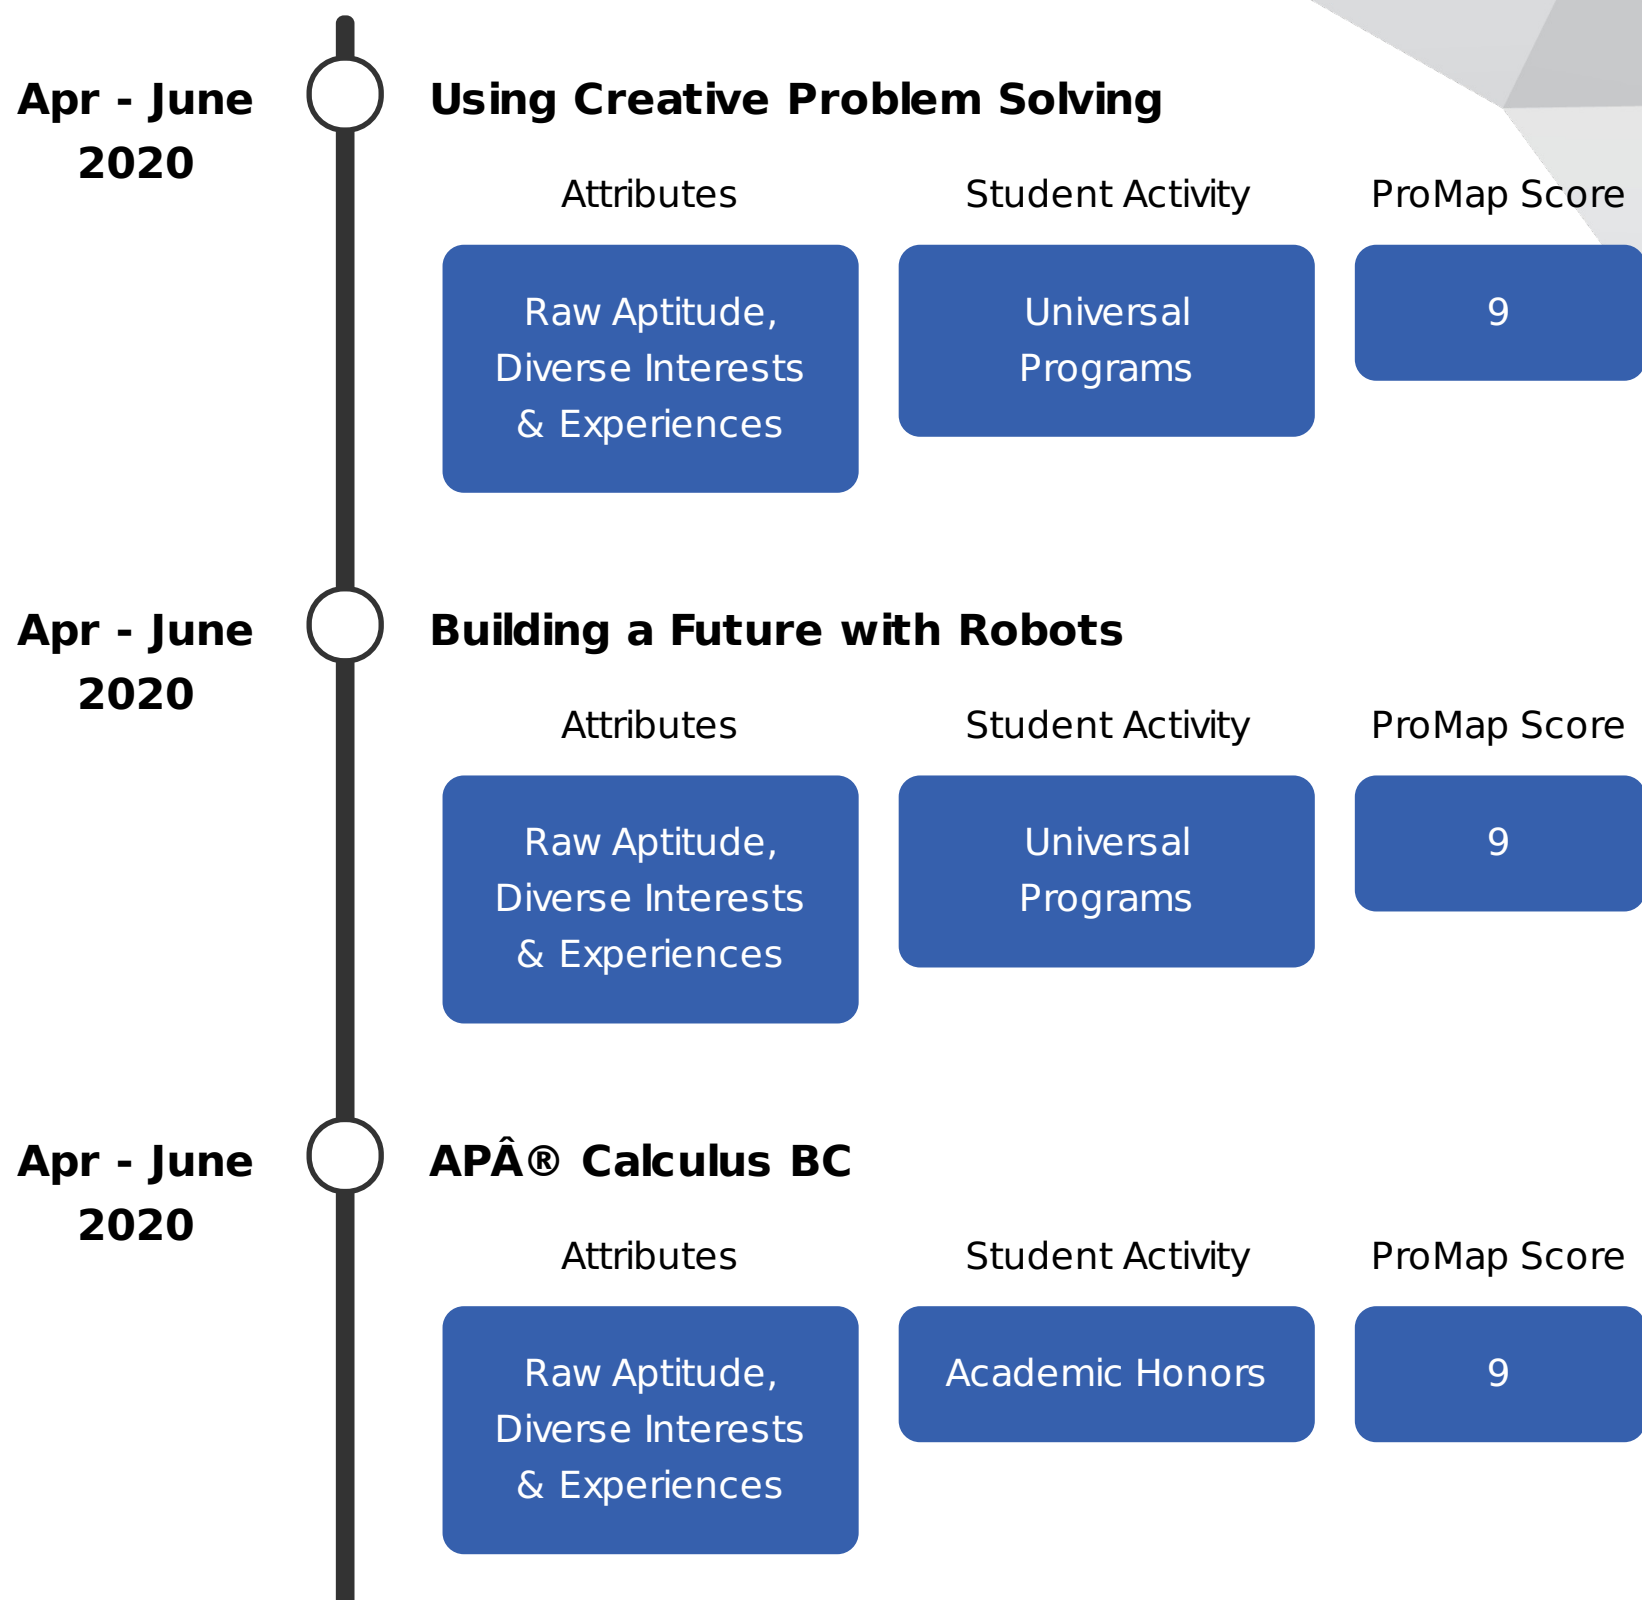 Apr - June
2020
Using Creative Problem Solving
Attributes
Student Activity
ProMap Score
Raw Aptitude,
Diverse Interests
& Experiences
Universal
Programs
9
Apr - June
2020
Building a Future with Robots
Attributes
Student Activity
ProMap Score
Raw Aptitude,
Diverse Interests
& Experiences
Universal
Programs
9
Apr - June
2020
APÂ® Calculus BC
Attributes
Student Activity
ProMap Score
Raw Aptitude,
Diverse Interests
& Experiences
Academic Honors
9